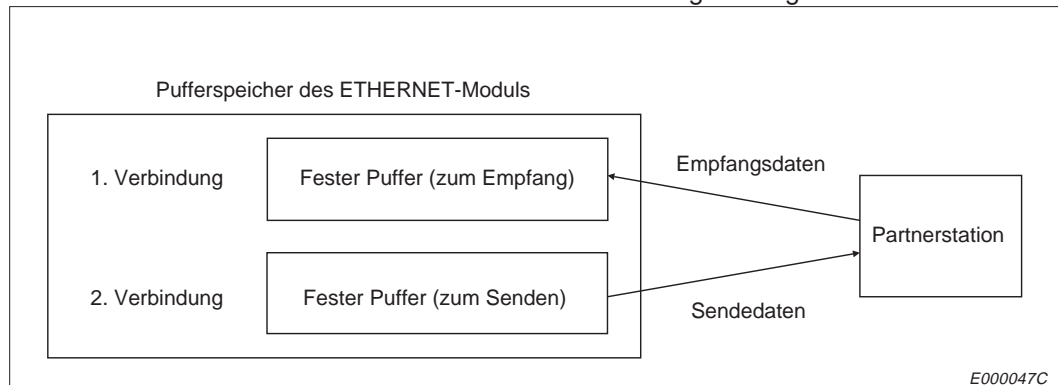 Pufferspeicher des ETHERNET-Moduls
1. Verbindung
Fester Puffer (zum Empfang)
Empfangsdaten
Partnerstation
2. Verbindung
Fester Puffer (zum Senden)
Sendedaten
E000047C